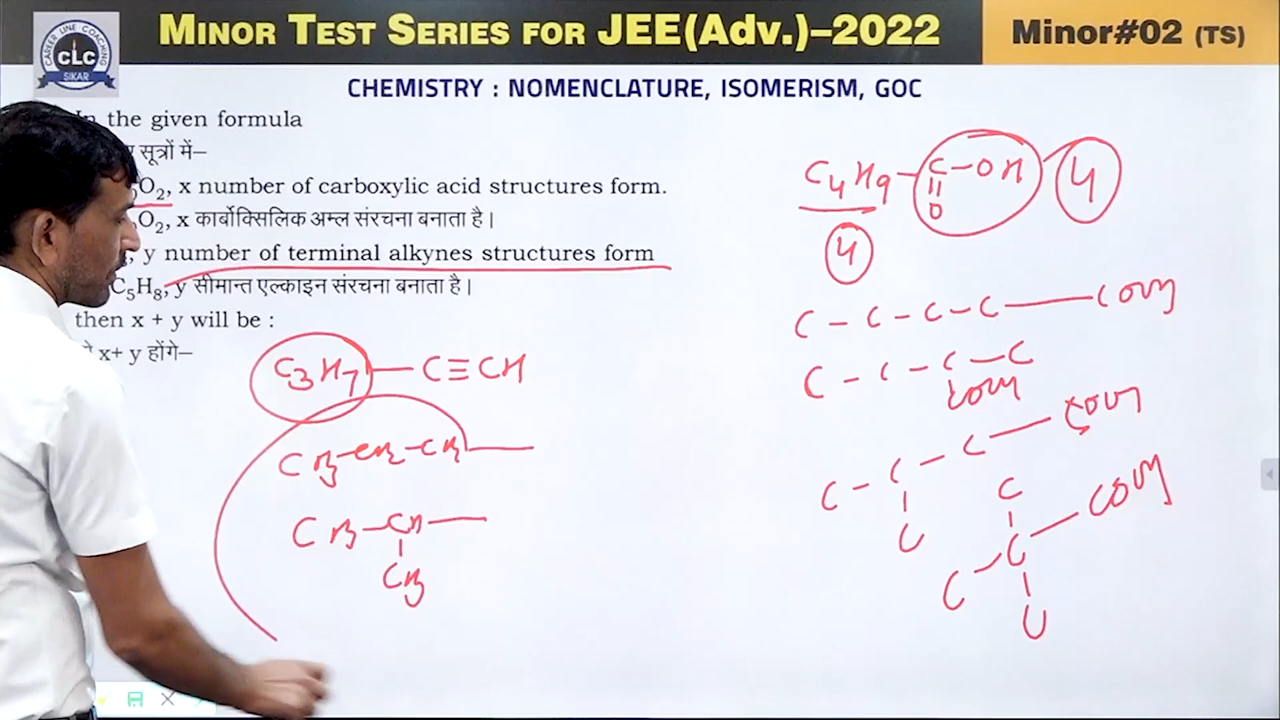 MINOR TEST SERIES FOR JEE(Adv.)–2022
Minor#02 (TS)
CAREER LINE COACHING
CLC
SIKAR
CHEMISTRY : NOMENCLATURE, ISOMERISM, GOC
the given formula
सूत्रों में–
O₂, x number of carboxylic acid structures form.
O₂, x कार्बोक्सिलिक अम्ल संरचना बनाता है।
y number of terminal alkynes structures form
C₅H₈, y सीमान्त एल्काइन संरचना बनाता है।
then x + y will be :
x+ y होंगे–
C₄H₉–C–OH
||
O
4
4
C – C – C – C — COOH
C – C – C – C
COOH
C – C – C — COOH
|
C
C
|
C – C — COOH
|
C
C₃H₇ — C≡CH
CH₃–CH₂–CH₂—
CH₃–CH—
|
CH₃